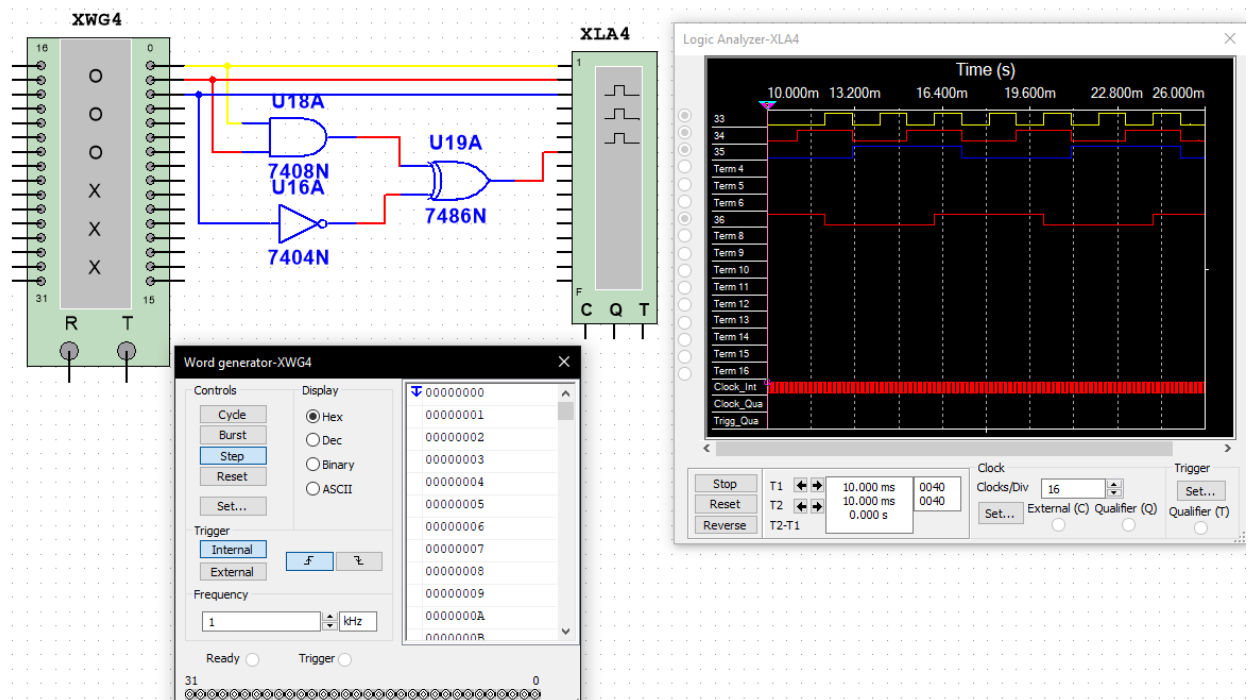 XWG4
16 0
O
O
O
X
X
X
31 15
R T
U18A
7408N
U16A
7404N
U19A
7486N
XLA4
1
F
C Q T
Logic Analyzer-XLA4
Time (s)
10.000m 13.200m 16.400m 19.600m 22.800m 26.000m
33
34
35
Term 4
Term 5
Term 6
36
Term 8
Term 9
Term 10
Term 11
Term 12
Term 13
Term 14
Term 15
Term 16
Clock_Int
Clock_Qua
Trigg_Qua
Stop
Reset
Reverse
T1 10.000 ms 0040
T2 10.000 ms 0040
T2-T1 0.000 s
Clock
Clocks/Div 16
Set... External (C) Qualifier (Q)
Trigger
Set...
Qualifier (T)
Word generator-XWG4
Controls
Cycle
Burst
Step
Reset
Set...
Display
Hex
Dec
Binary
ASCII
Trigger
Internal
External
Frequency
1 kHz
Ready Trigger
00000000
00000001
00000002
00000003
00000004
00000005
00000006
00000007
00000008
00000009
0000000A
0000000B
31 0